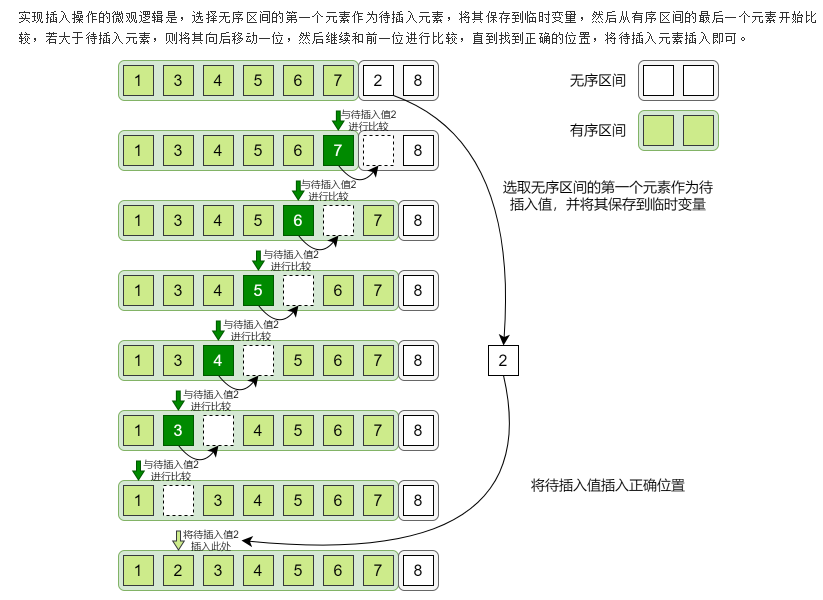 实现插入操作的微观逻辑是，选择无序区间的第一个元素作为待插入元素，将其保存到临时变量，然后从有序区间的最后一个元素开始比
较，若大于待插入元素，则将其向后移动一位，然后继续和前一位进行比较，直到找到正确的位置，将待插入元素插入即可。
1 3 4 5 6 7 2 8
无序区间
与待插入值2
进行比较
有序区间
1 3 4 5 6 7 8
与待插入值2
进行比较
选取无序区间的第一个元素作为待
插入值，并将其保存到临时变量
1 3 4 5 6 7 8
与待插入值2
进行比较
1 3 4 5 6 7 8
与待插入值2
进行比较
1 3 4 5 6 7 8
2
与待插入值2
进行比较
1 3 4 5 6 7 8
与待插入值2
进行比较
1 3 4 5 6 7 8
将待插入值插入正确位置
将待插入值2
插入此处
1 2 3 4 5 6 7 8